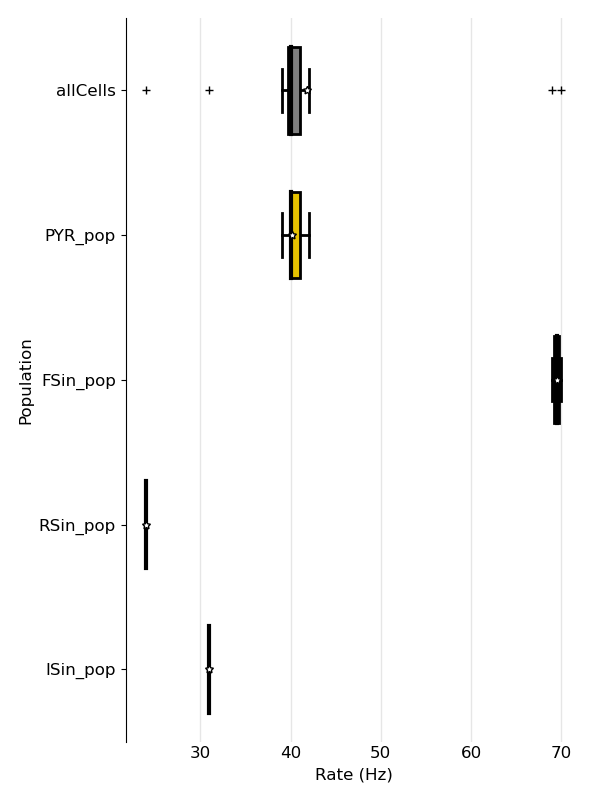 allCells
PYR_pop
FSin_pop
RSin_pop
ISin_pop
Population
30 40 50 60 70
Rate (Hz)